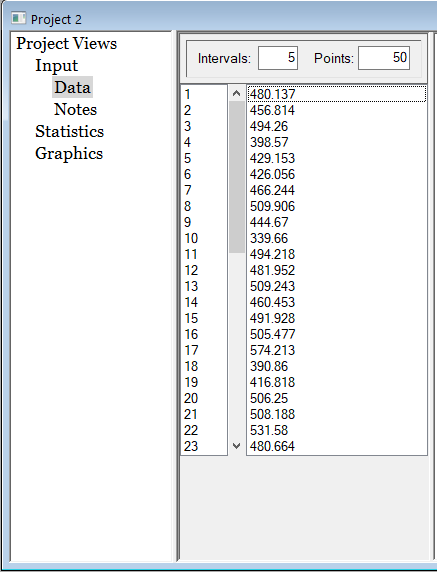 Project 2
Project Views
Input
Data
Notes
Statistics
Graphics
Intervals: 5 Points: 50
1 480.137
2 456.814
3 494.26
4 398.57
5 429.153
6 426.056
7 466.244
8 509.906
9 444.67
10 339.66
11 494.218
12 481.952
13 509.243
14 460.453
15 491.928
16 505.477
17 574.213
18 390.86
19 416.818
20 506.25
21 508.188
22 531.58
23 480.664